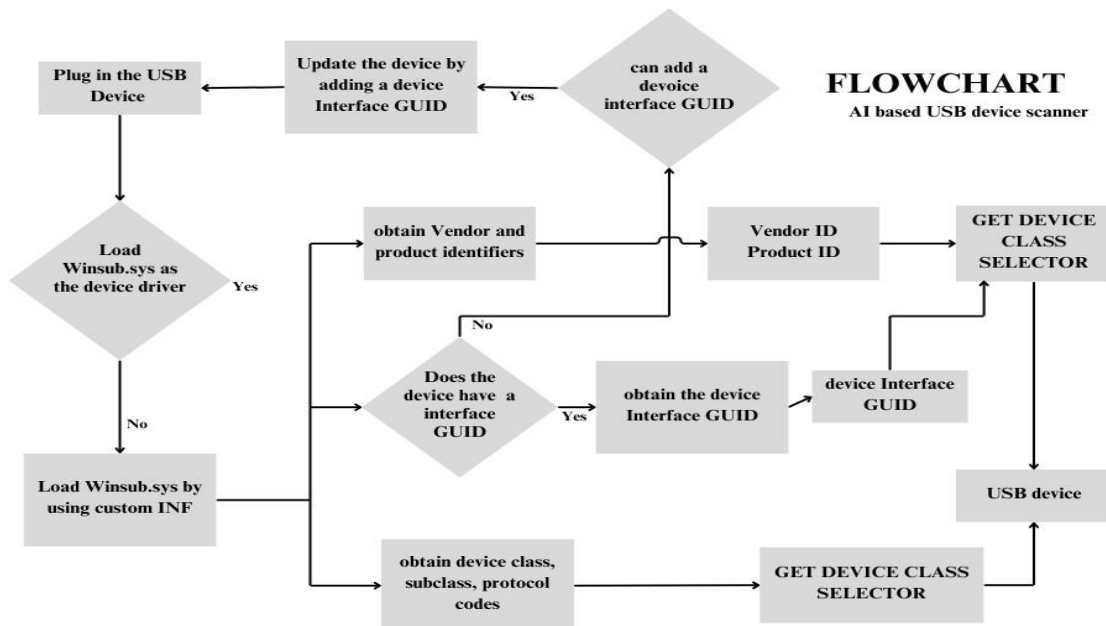 Plug in the USB
Device
Update the device by
adding a device
Interface GUID
Yes
can add a
devoice
interface GUID
FLOWCHART
AI based USB device scanner
Load
Winsub.sys as
the device driver
Yes
obtain Vendor and
product identifiers
Vendor ID
Product ID
GET DEVICE
CLASS
SELECTOR
No
Does the
device have a
interface
GUID
Yes
obtain the device
Interface GUID
device Interface
GUID
No
Load Winsub.sys by
using custom INF
USB device
obtain device class,
subclass, protocol
codes
GET DEVICE CLASS
SELECTOR